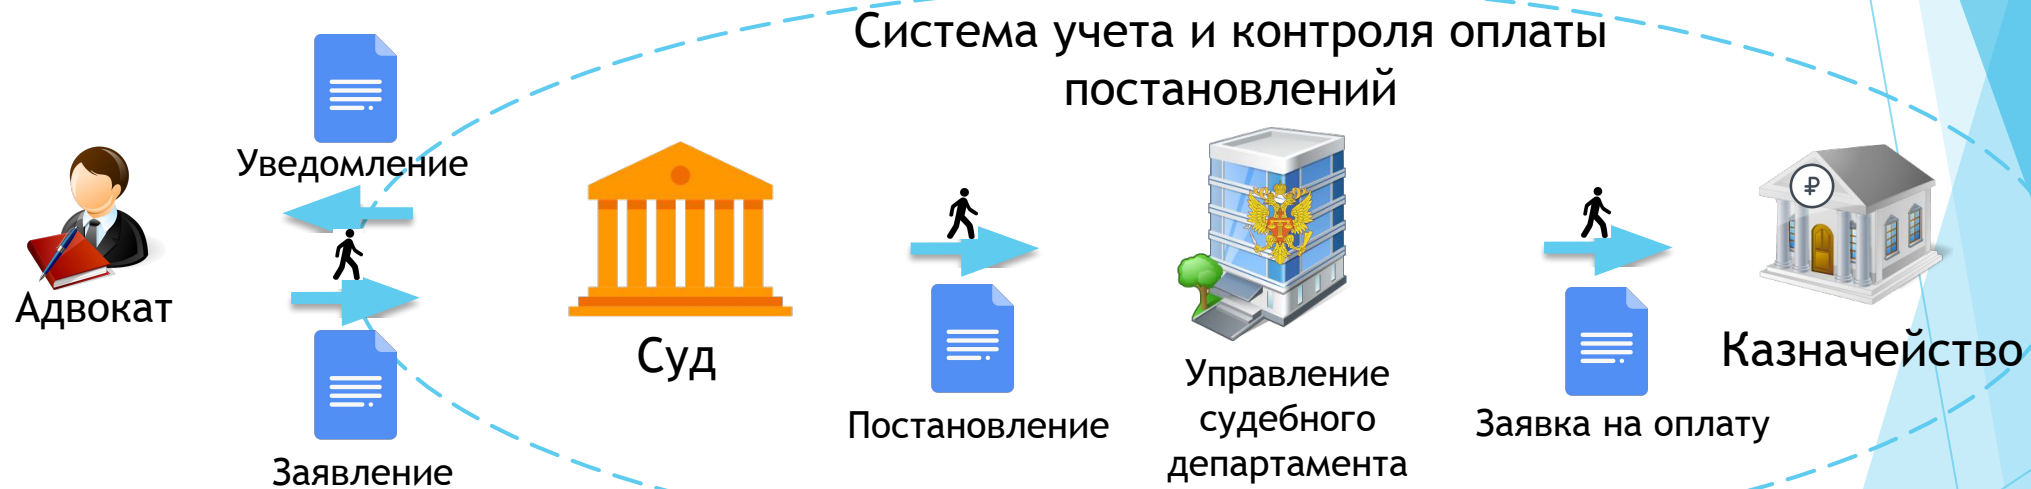 Система учета и контроля оплаты
постановлений
Уведомление
Адвокат
Заявление
Суд
Постановление
Управление
судебного
департамента
Заявка на оплату
₽
Казначейство